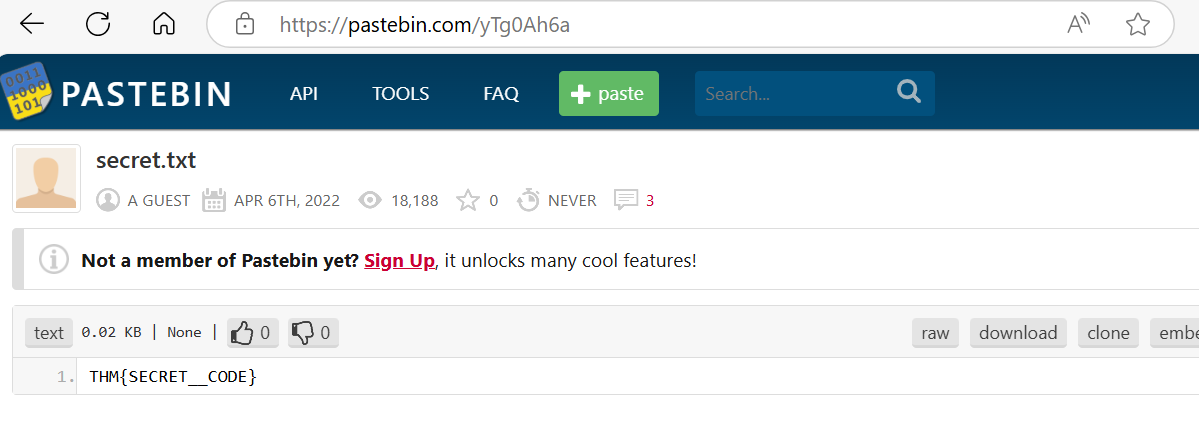 https://pastebin.com/yTg0Ah6a
0011 1000 101 PASTEBIN API TOOLS FAQ + paste Search...
secret.txt
A GUEST APR 6TH, 2022 18,188 0 NEVER 3
Not a member of Pastebin yet? Sign Up, it unlocks many cool features!
text 0.02 KB | None | 0 0 raw download clone embe
1. THM{SECRET__CODE}